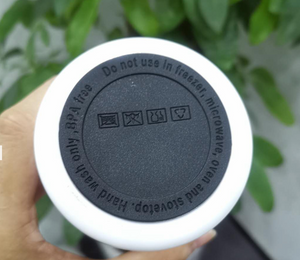 Do not use in freezer, microwave, oven and stovetop. Hand wash only ,BPA free